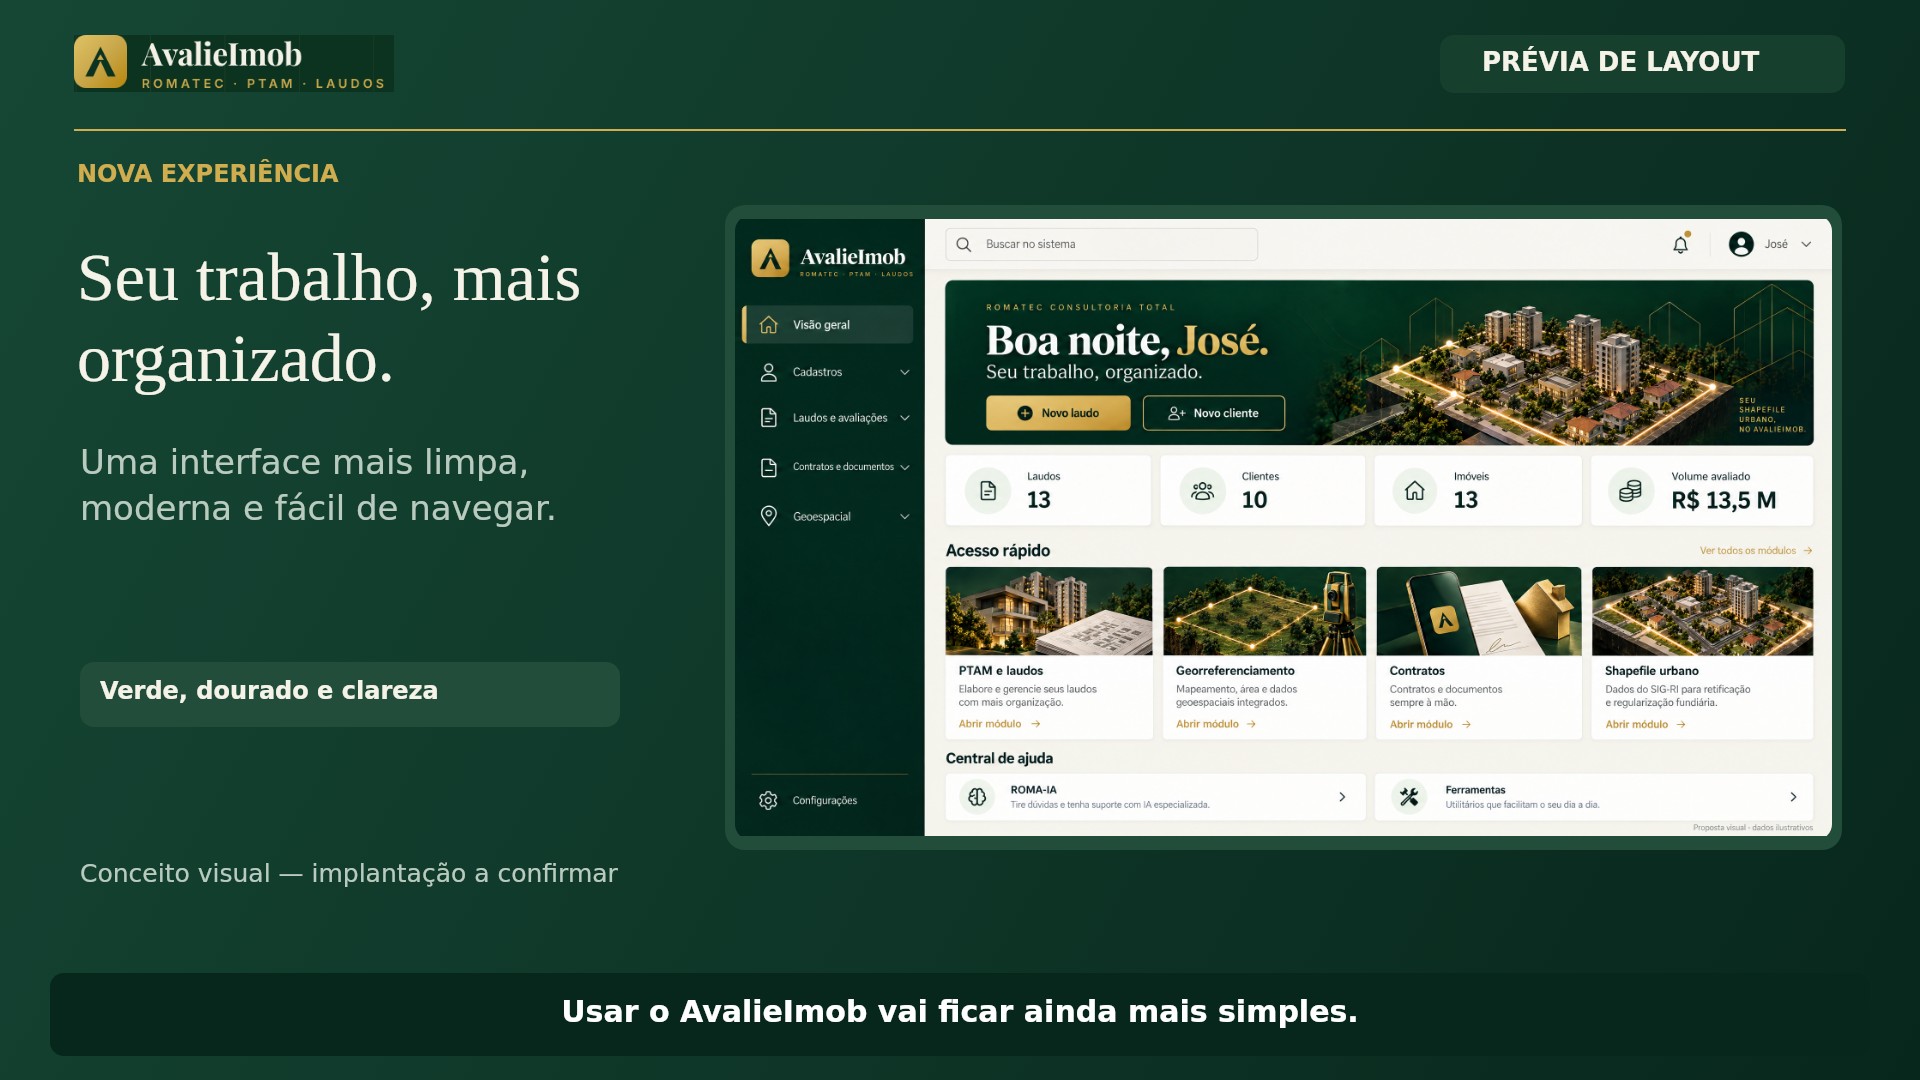 AvalieImob
ROMATEC · PTAM · LAUDOS
PRÉVIA DE LAYOUT
NOVA EXPERIÊNCIA
Seu trabalho, mais
organizado.
Uma interface mais limpa,
moderna e fácil de navegar.
Verde, dourado e clareza
Conceito visual — implantação a confirmar
AvalieImob
ROMATEC · PTAM · LAUDOS
Visão geral
Cadastros
Laudos e avaliações
Contratos e documentos
Geoespacial
Configurações
Buscar no sistema
José
ROMATEC CONSULTORIA TOTAL
Boa noite, José.
Seu trabalho, organizado.
Novo laudo
Novo cliente
SEU
SHAPEFILE
URBANO,
NO AVALIEIMOB.
Laudos
13
Clientes
10
Imóveis
13
Volume avaliado
R$ 13,5 M
Acesso rápido
Ver todos os módulos →
PTAM e laudos
Elabore e gerencie seus laudos
com mais organização.
Abrir módulo →
Georreferenciamento
Mapeamento, área e dados
geoespaciais integrados.
Abrir módulo →
Contratos
Contratos e documentos
sempre à mão.
Abrir módulo →
Shapefile urbano
Dados do SIG-RI para retificação
e regularização fundiária.
Abrir módulo →
Central de ajuda
ROMA-IA
Tire dúvidas e tenha suporte com IA especializada.
Ferramentas
Utilitários que facilitam o seu dia a dia.
Proposta visual · dados ilustrativos
Usar o AvalieImob vai ficar ainda mais simples.